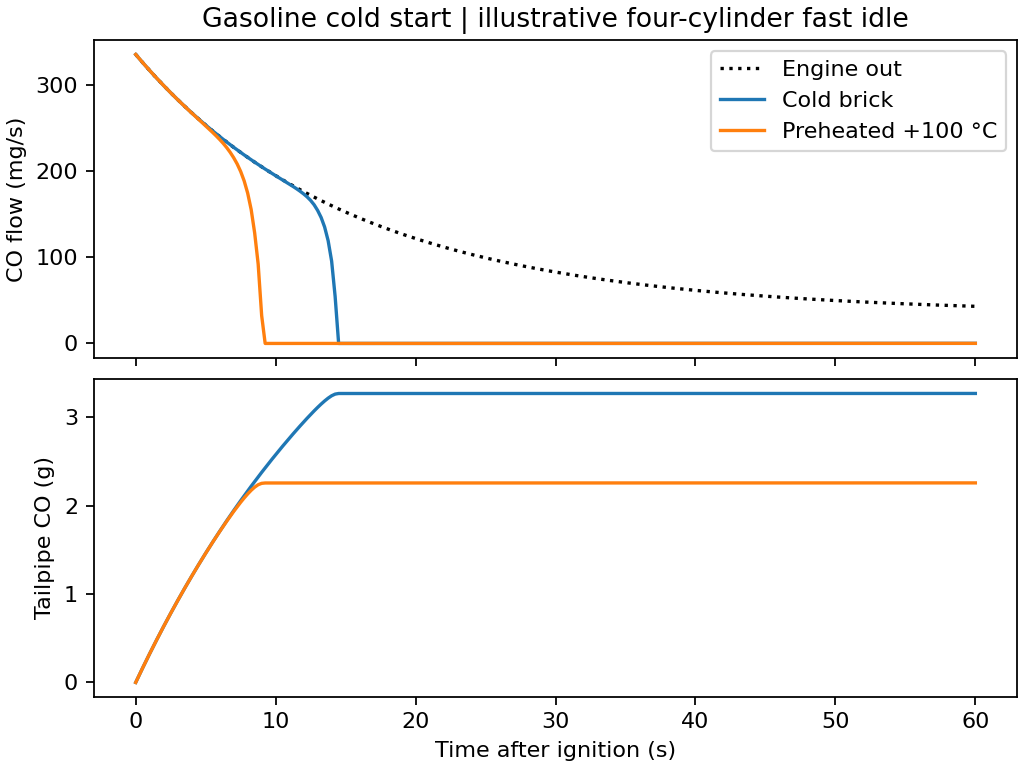 Gasoline cold start | illustrative four-cylinder fast idle
CO flow (mg/s)
300
200
100
0
Engine out
Cold brick
Preheated +100 °C
Tailpipe CO (g)
3
2
1
0
0 10 20 30 40 50 60
Time after ignition (s)